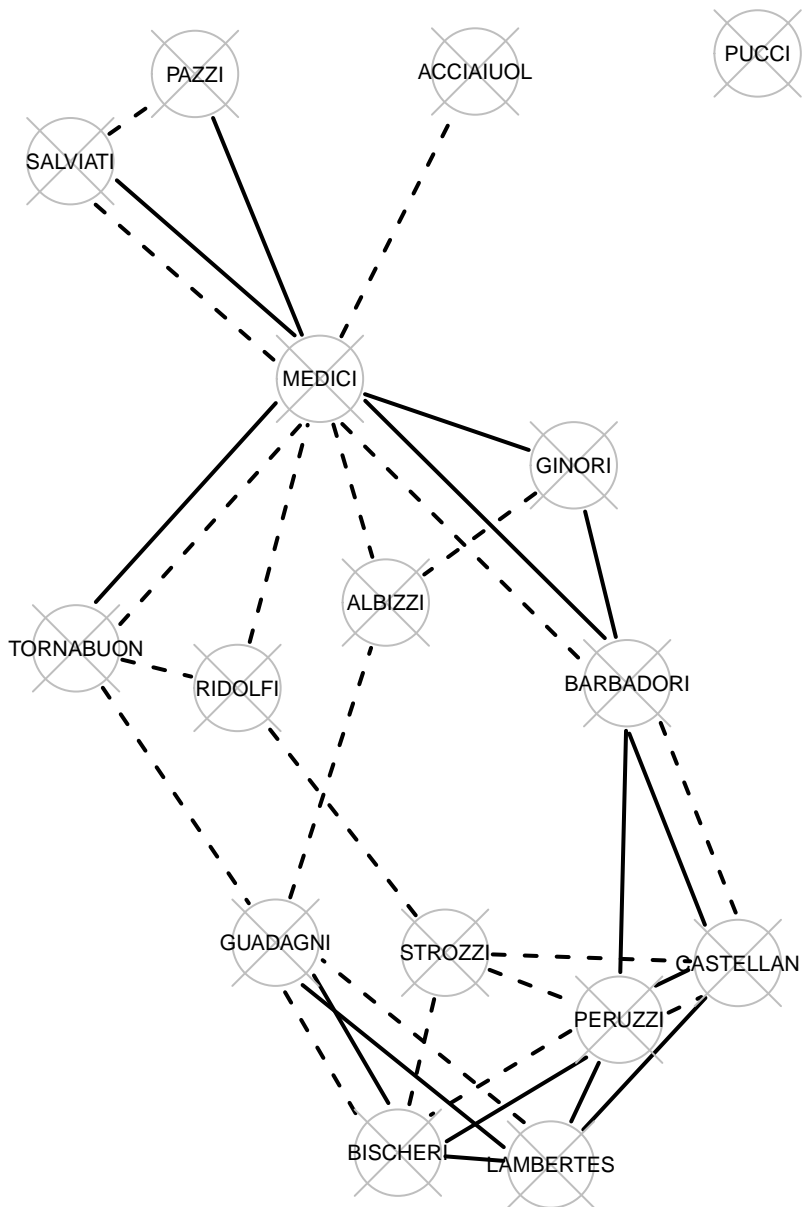 PUCCI
PAZZI
ACCIAIUOL
SALVIATI
MEDICI
GINORI
ALBIZZI
TORNABUON
RIDOLFI
BARBADORI
GUADAGNI
STROZZI
CASTELLAN
PERUZZI
BISCHERI
LAMBERTES